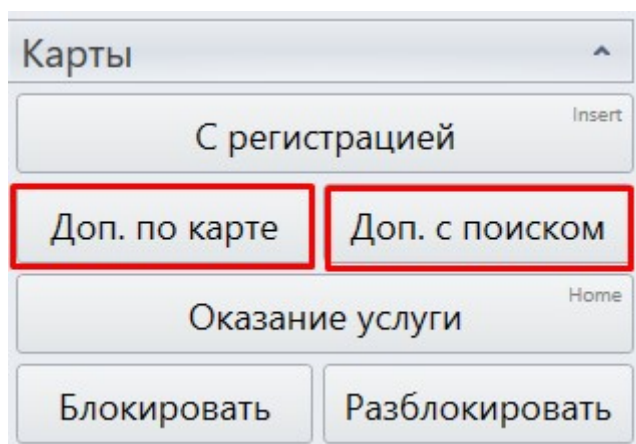 Карты
С регистрацией Insert
Доп. по карте Доп. с поиском
Оказание услуги Home
Блокировать Разблокировать